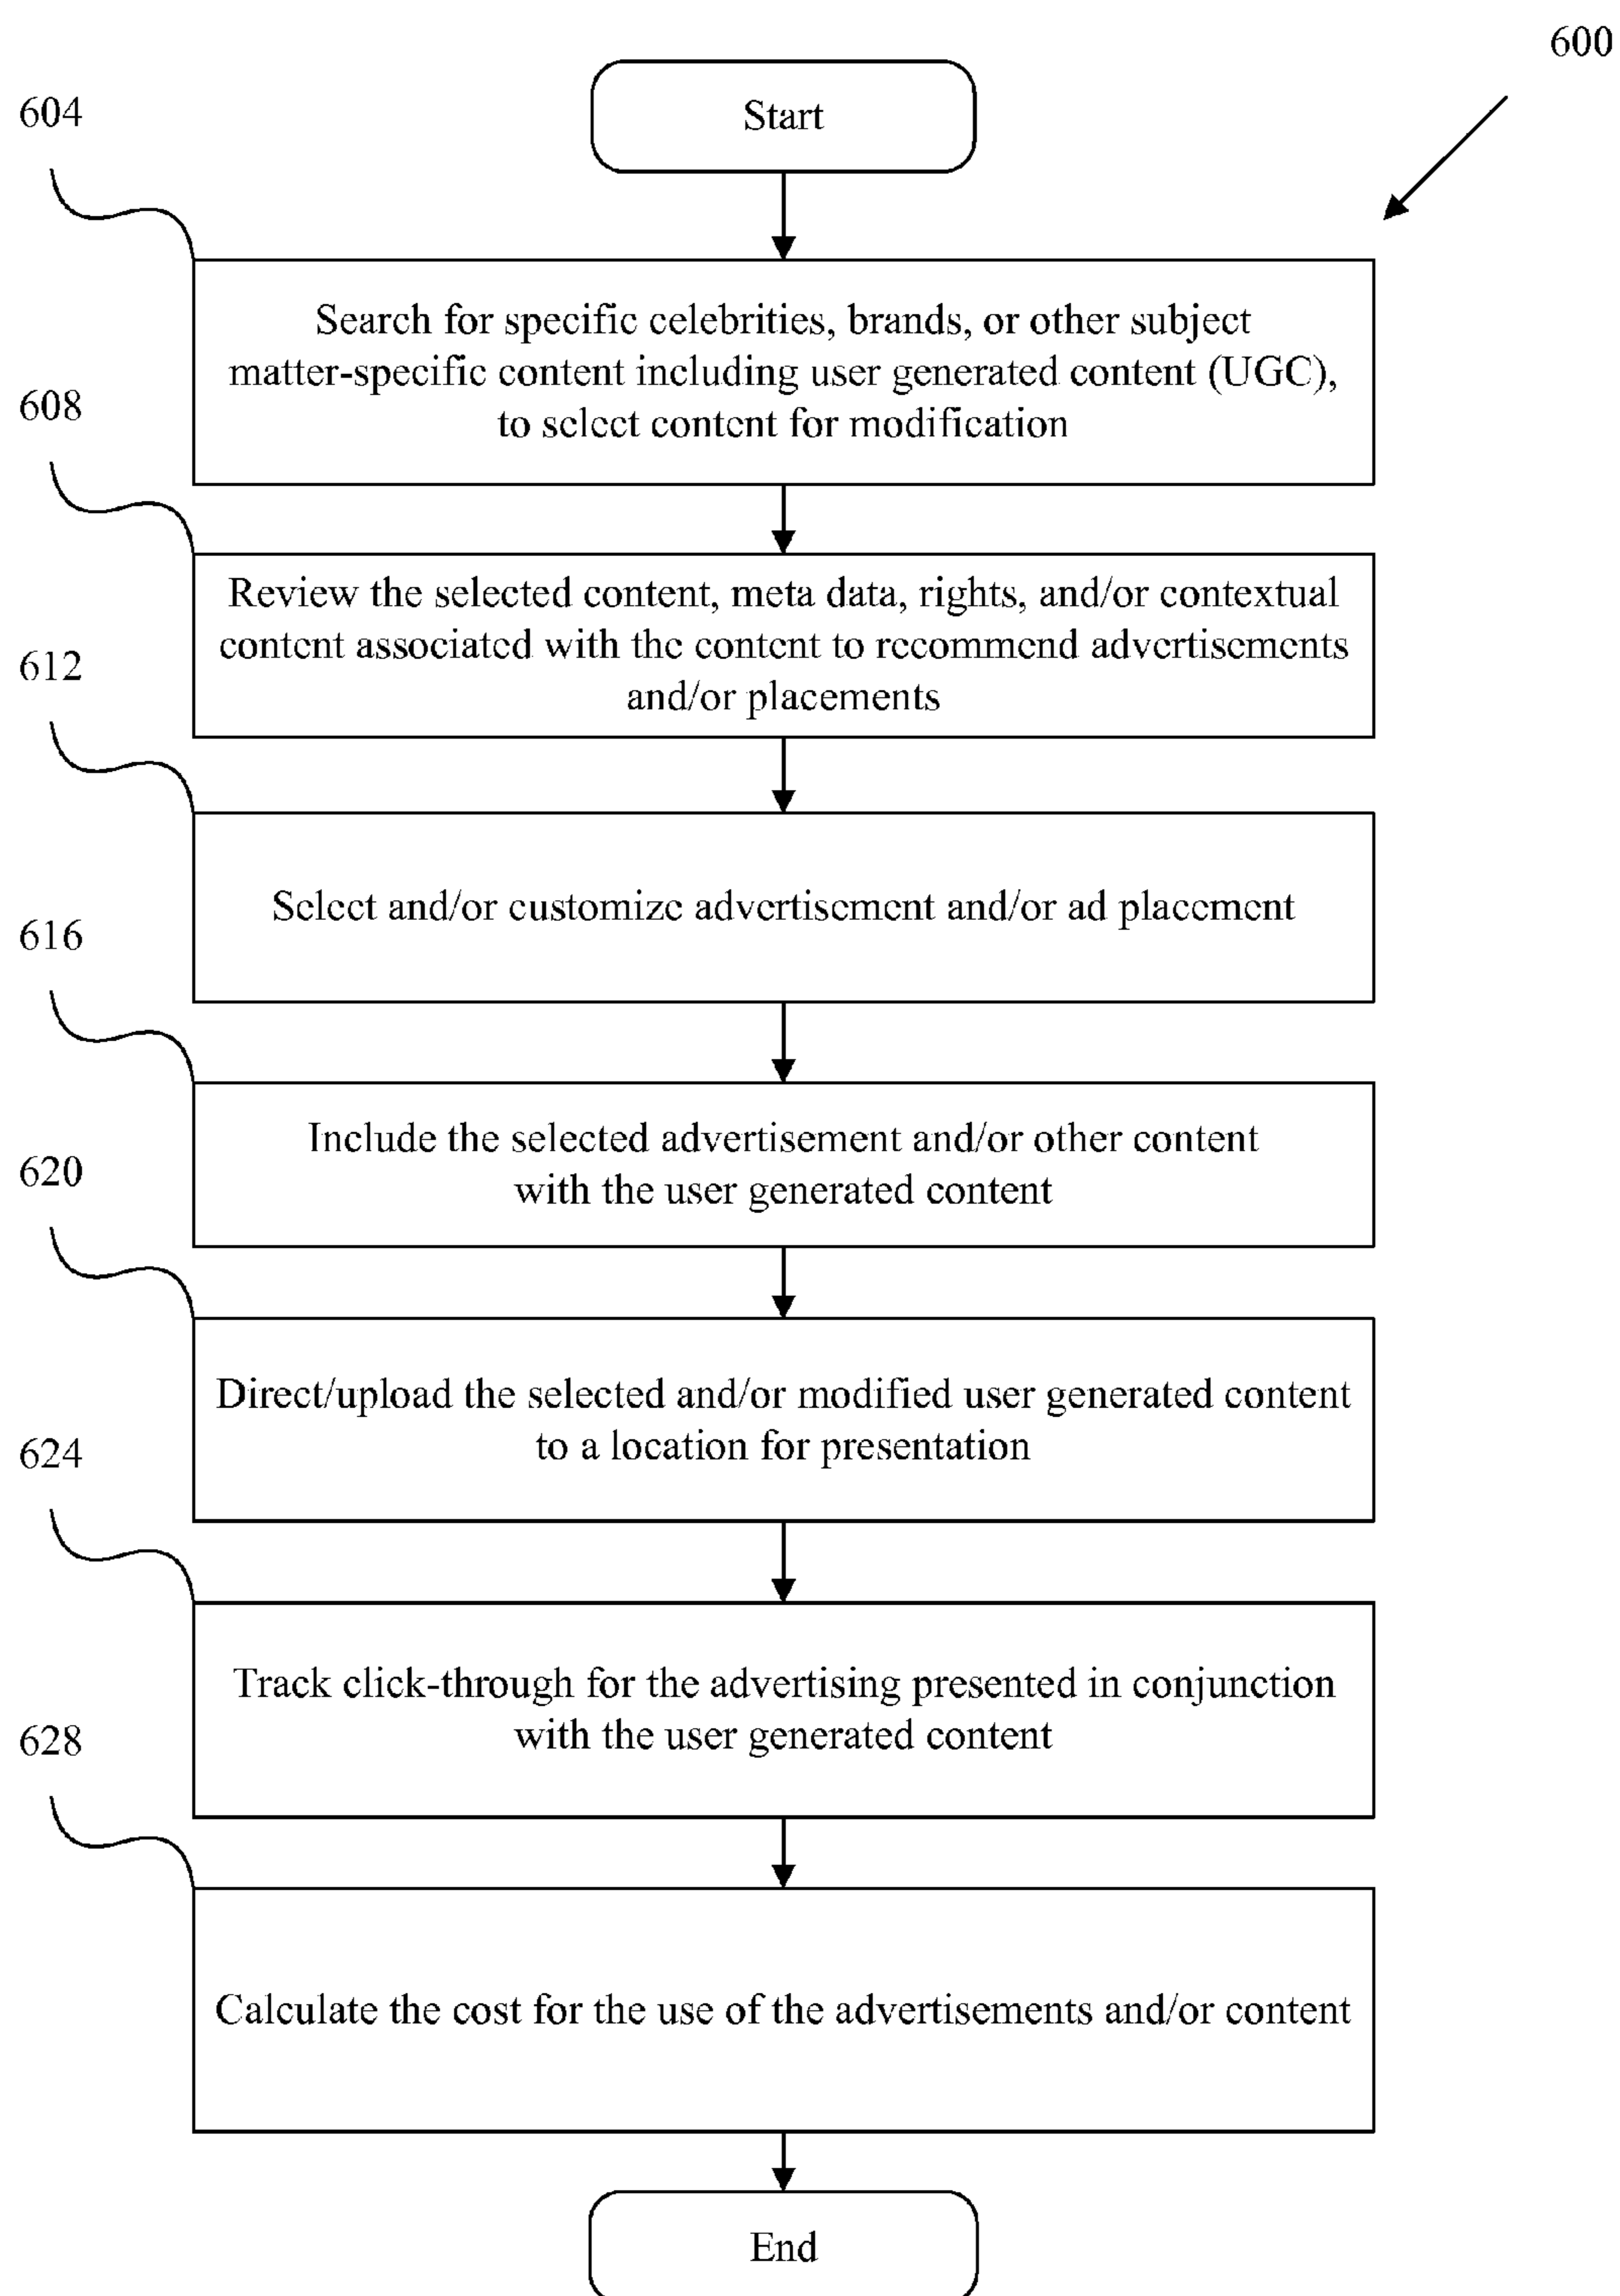 600
Start
604
Search for specific celebrities, brands, or other subject
matter-specific content including user generated content (UGC),
to select content for modification
608
Review the selected content, meta data, rights, and/or contextual
content associated with the content to recommend advertisements
and/or placements
612
Select and/or customize advertisement and/or ad placement
616
Include the selected advertisement and/or other content
with the user generated content
620
Direct/upload the selected and/or modified user generated content
to a location for presentation
624
Track click-through for the advertising presented in conjunction
with the user generated content
628
Calculate the cost for the use of the advertisements and/or content
End